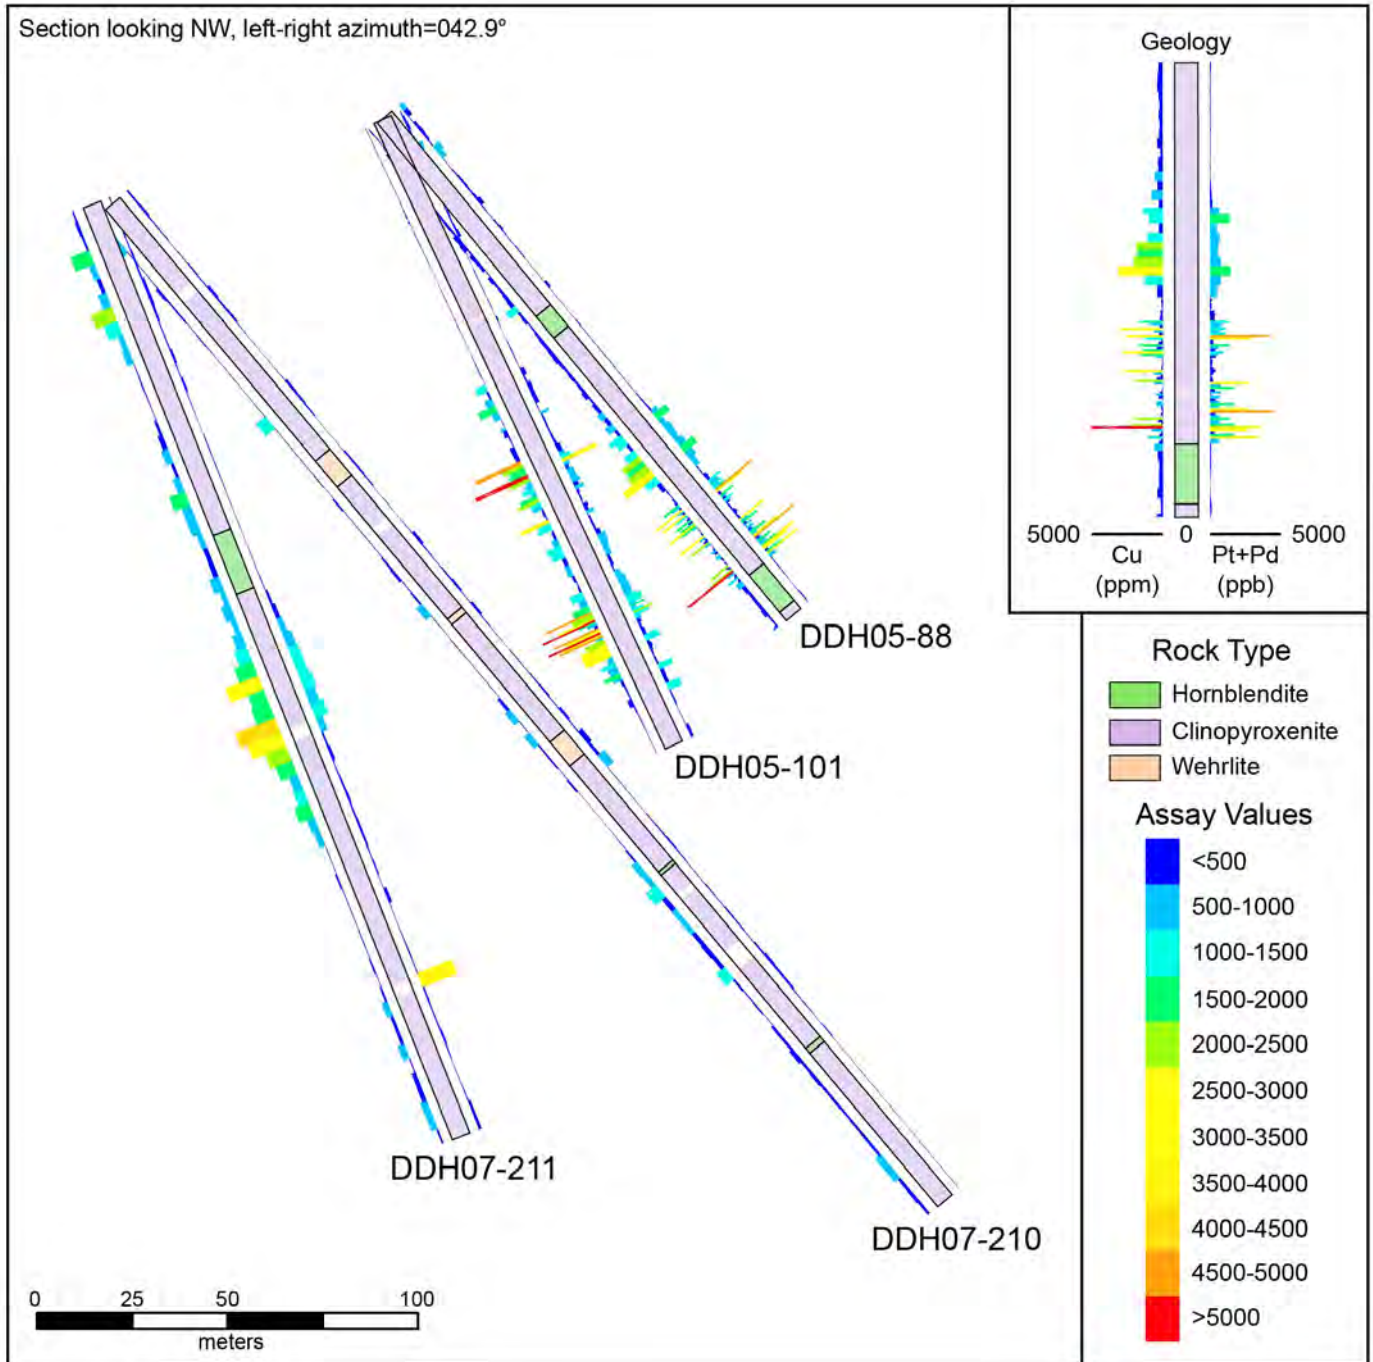 Section looking NW, left-right azimuth=042.9°
Geology
5000 0 5000
Cu Pt+Pd
(ppm) (ppb)
DDH05-88
DDH05-101
DDH07-211
DDH07-210
Rock Type
Hornblendite
Clinopyroxenite
Wehrlite
Assay Values
<500
500-1000
1000-1500
1500-2000
2000-2500
2500-3000
3000-3500
3500-4000
4000-4500
4500-5000
>5000
0 25 50 100
meters